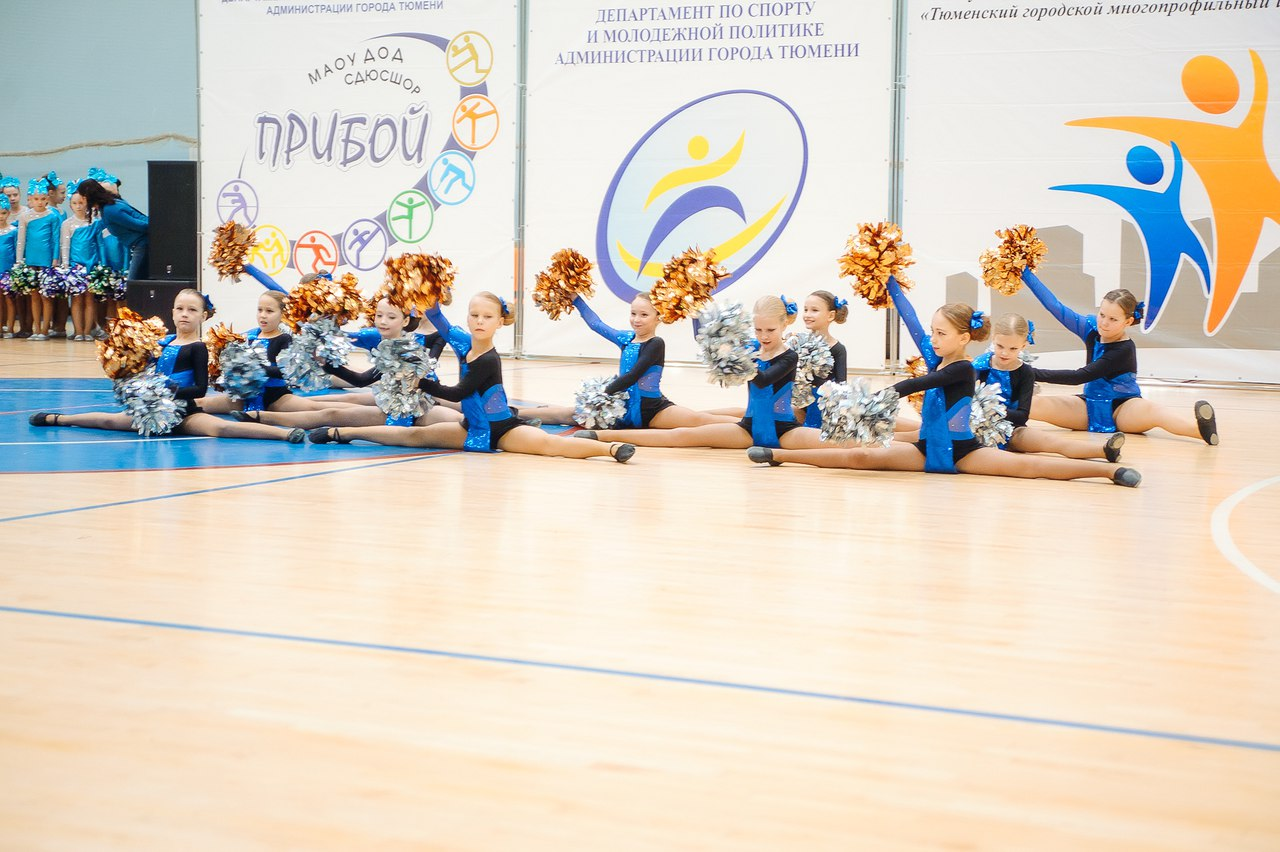 АДМИНИСТРАЦИИ ГОРОДА ТЮМЕНИ
МАОУ ДОД
СДЮСШОР
ПРИБОЙ
ДЕПАРТАМЕНТ ПО СПОРТУ
И МОЛОДЕЖНОЙ ПОЛИТИКЕ
АДМИНИСТРАЦИИ ГОРОДА ТЮМЕНИ
«Тюменский городской многопрофильный